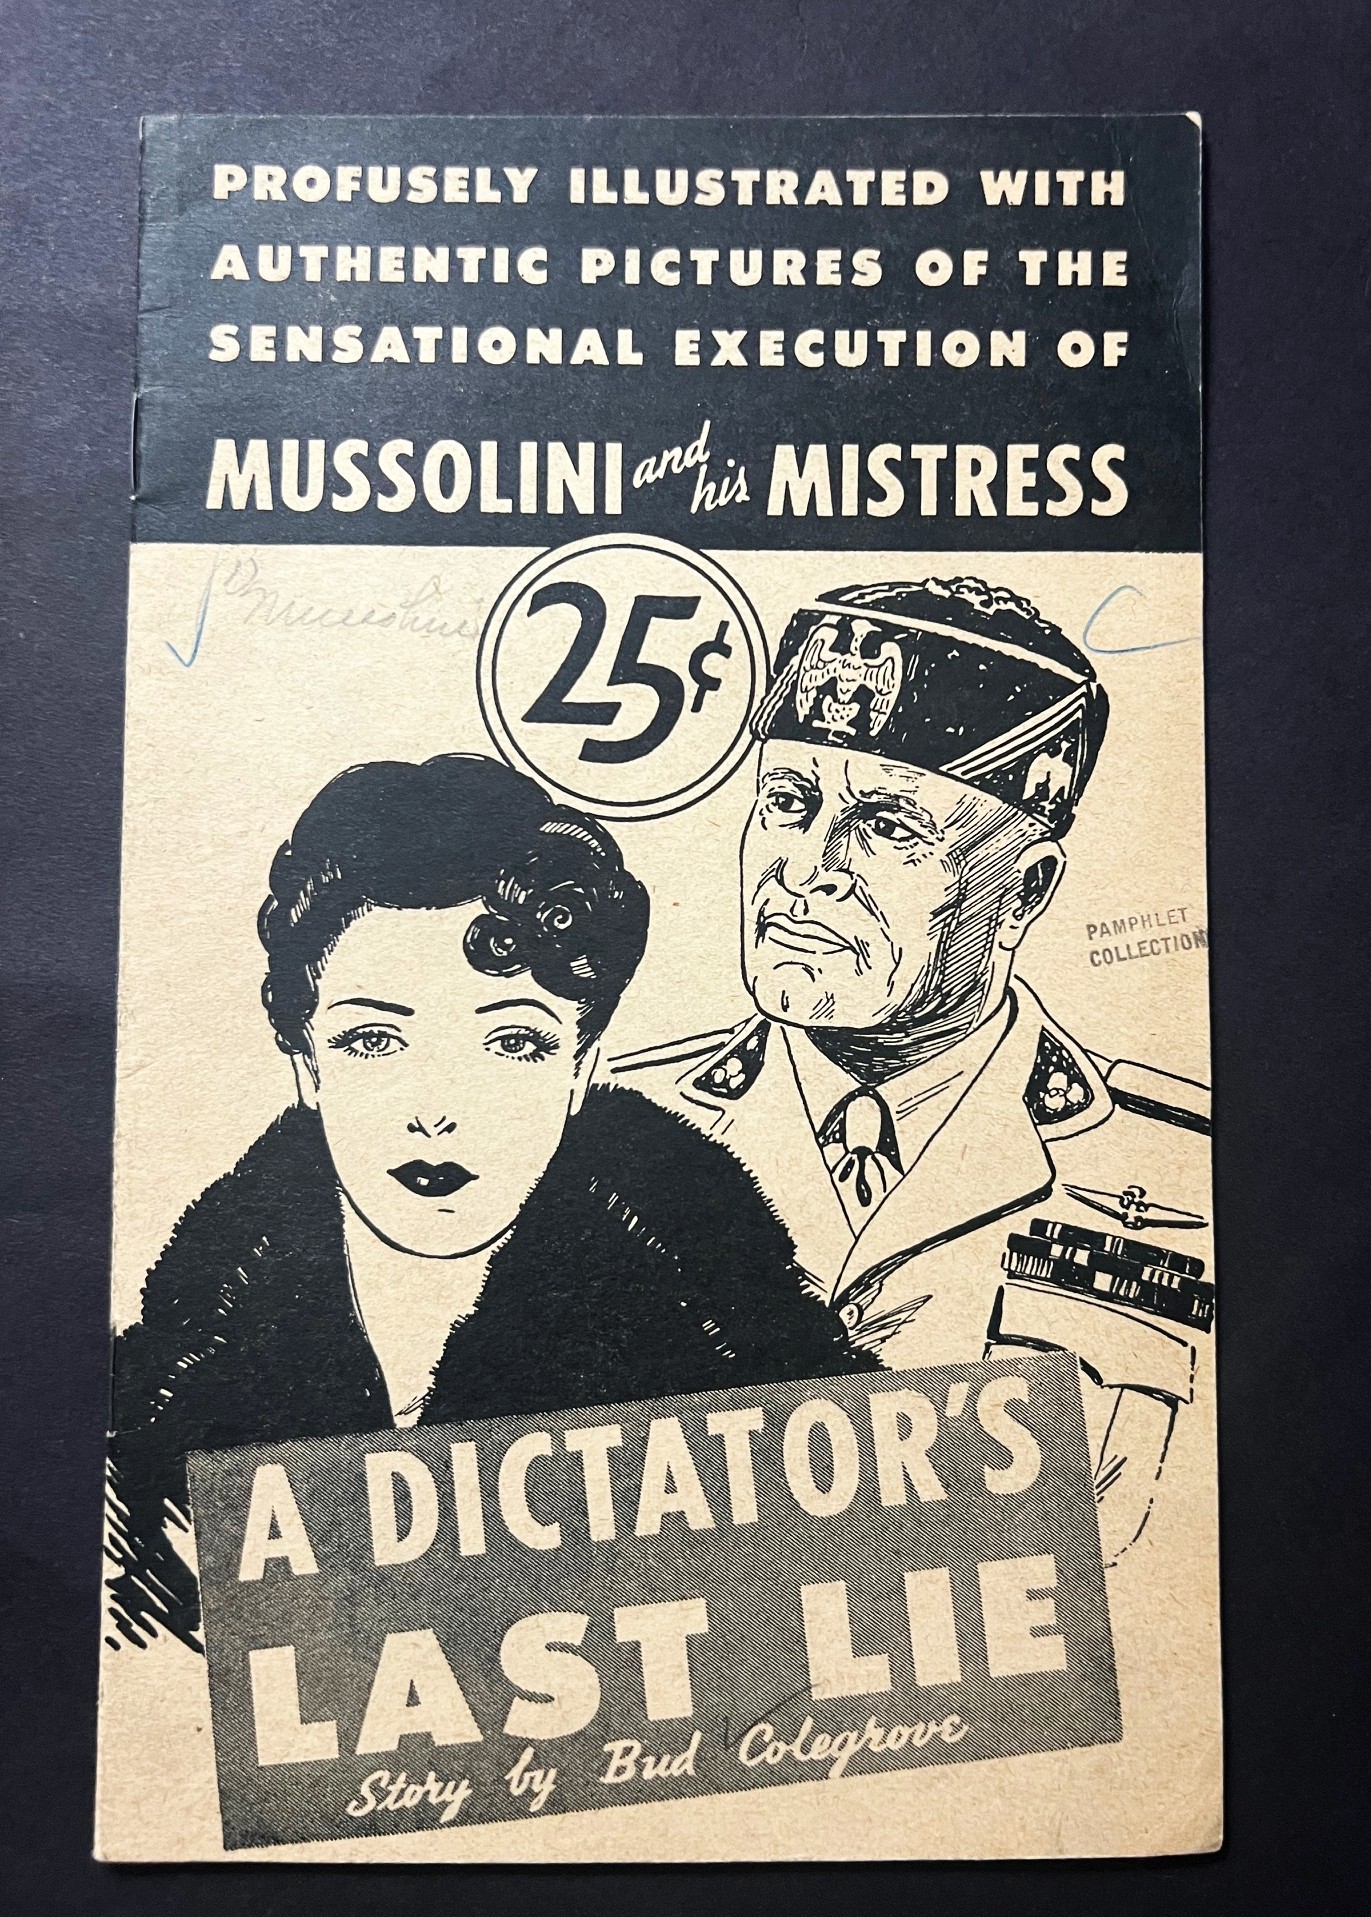 PROFUSELY ILLUSTRATED WITH
AUTHENTIC PICTURES OF THE
SENSATIONAL EXECUTION OF
MUSSOLINI and his MISTRESS
25¢
PAMPHLET
COLLECTION
A DICTATOR'S
LAST LIE
Story by Bud Colegrove